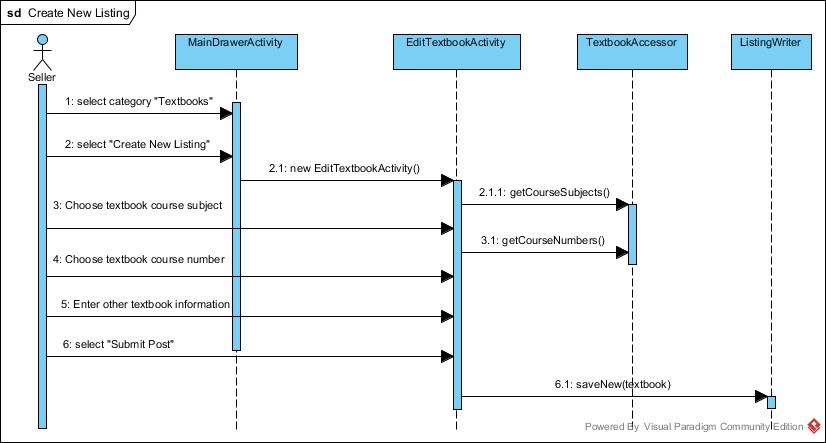 sd Create New Listing
MainDrawerActivity
EditTextbookActivity
TextbookAccessor
ListingWriter
Seller
1: select category "Textbooks"
2: select "Create New Listing"
2.1: new EditTextbookActivity()
2.1.1: getCourseSubjects()
3: Choose textbook course subject
3.1: getCourseNumbers()
4: Choose textbook course number
5: Enter other textbook information
6: select "Submit Post"
6.1: saveNew(textbook)
Powered By Visual Paradigm Community Edition